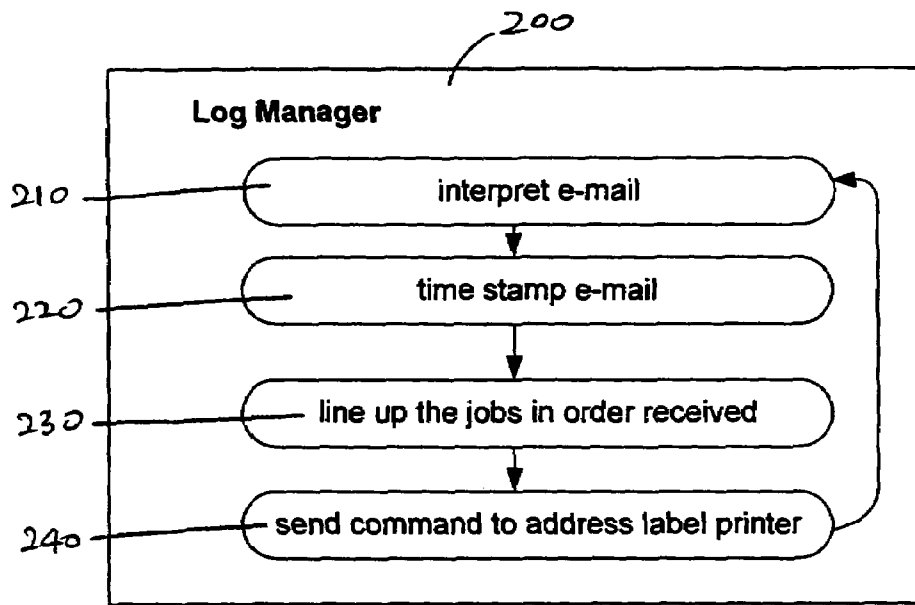 200
Log Manager
210
interpret e-mail
220
time stamp e-mail
230
line up the jobs in order received
240
send command to address label printer